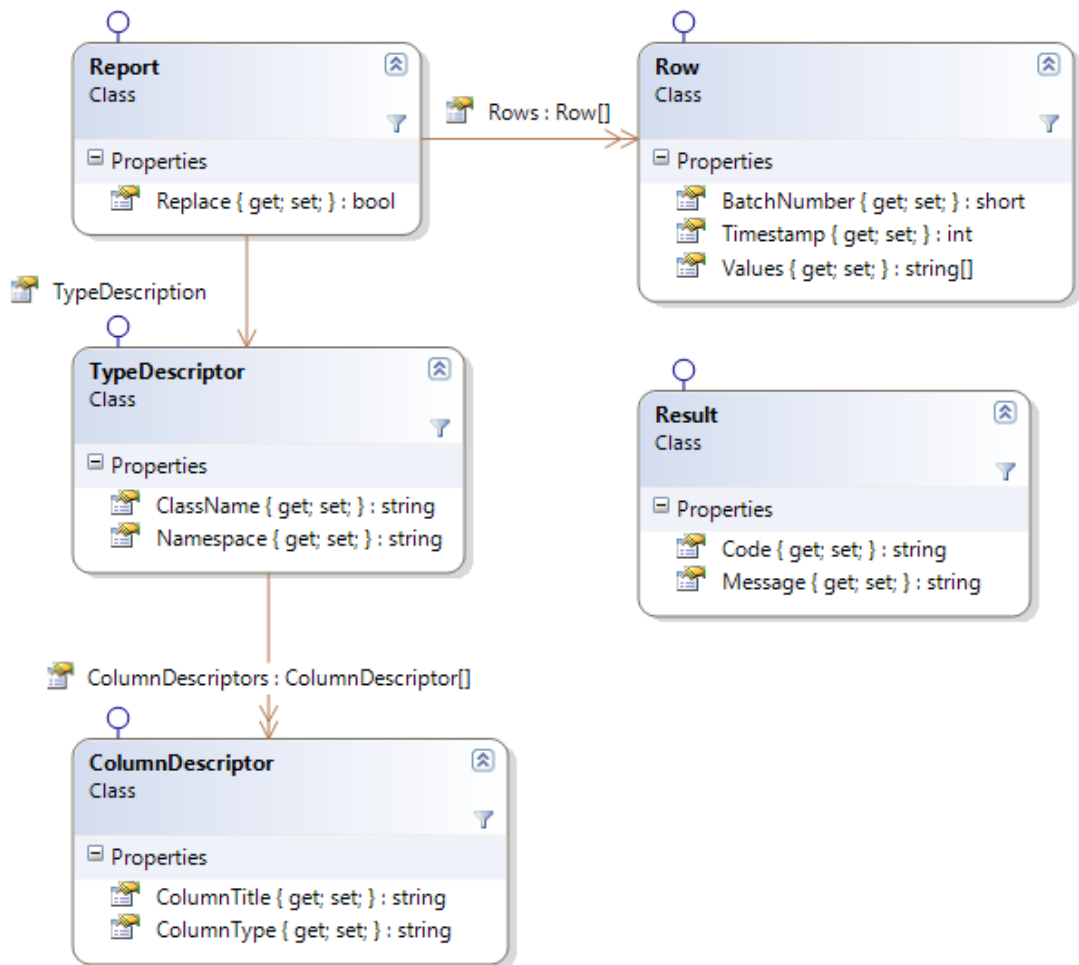 Report
Class
Properties
Replace { get; set; } : bool
Rows : Row[]
Row
Class
Properties
BatchNumber { get; set; } : short
Timestamp { get; set; } : int
Values { get; set; } : string[]
TypeDescription
TypeDescriptor
Class
Properties
ClassName { get; set; } : string
Namespace { get; set; } : string
Result
Class
Properties
Code { get; set; } : string
Message { get; set; } : string
ColumnDescriptors : ColumnDescriptor[]
ColumnDescriptor
Class
Properties
ColumnTitle { get; set; } : string
ColumnType { get; set; } : string